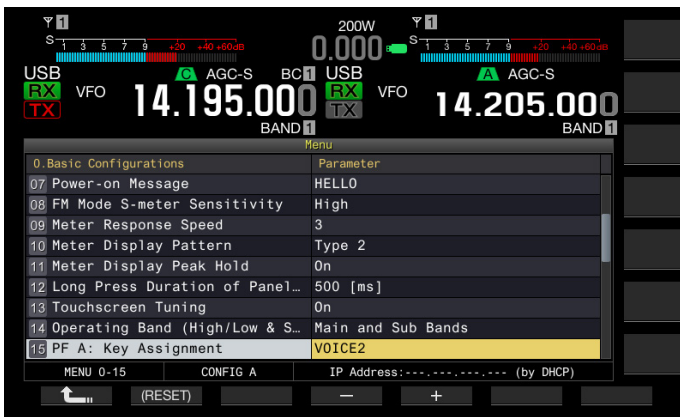 1 200W 1
S 1 3 5 7 9 +20 +40 +60dB 0.000 S 1 3 5 7 9 +20 +40 +60dB
USB C AGC-S BC 1 USB A AGC-S
RX VFO 14.195.000 RX VFO 14.205.000
TX TX
BAND 1 BAND 1
Menu
0.Basic Configurations Parameter
07 Power-on Message HELLO
08 FM Mode S-meter Sensitivity High
09 Meter Response Speed 3
10 Meter Display Pattern Type 2
11 Meter Display Peak Hold On
12 Long Press Duration of Panel… 500 [ms]
13 Touchscreen Tuning On
14 Operating Band (High/Low & S… Main and Sub Bands
15 PF A: Key Assignment VOICE2
MENU 0-15 CONFIG A IP Address:---.---.---.--- (by DHCP)
(RESET) − +